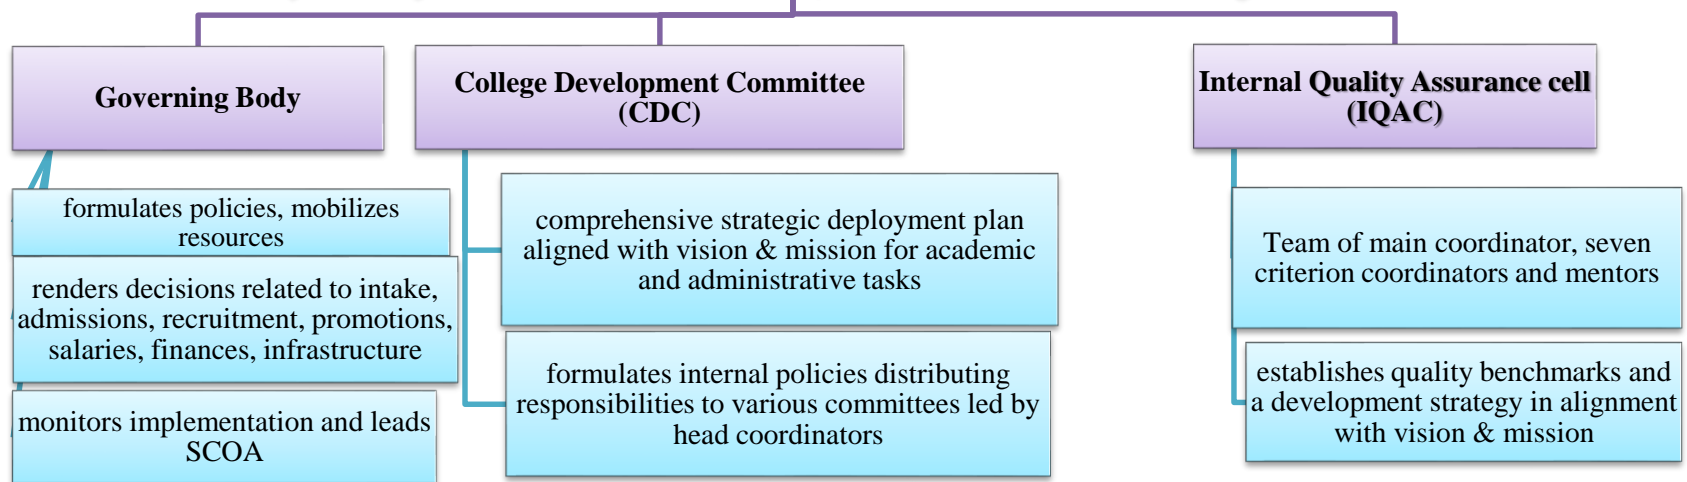 Governing Body
College Development Committee
(CDC)
Internal Quality Assurance cell
(IQAC)
formulates policies, mobilizes
resources
renders decisions related to intake,
admissions, recruitment, promotions,
salaries, finances, infrastructure
monitors implementation and leads
SCOA
comprehensive strategic deployment plan
aligned with vision & mission for academic
and administrative tasks
formulates internal policies distributing
responsibilities to various committees led by
head coordinators
Team of main coordinator, seven
criterion coordinators and mentors
establishes quality benchmarks and
a development strategy in alignment
with vision & mission